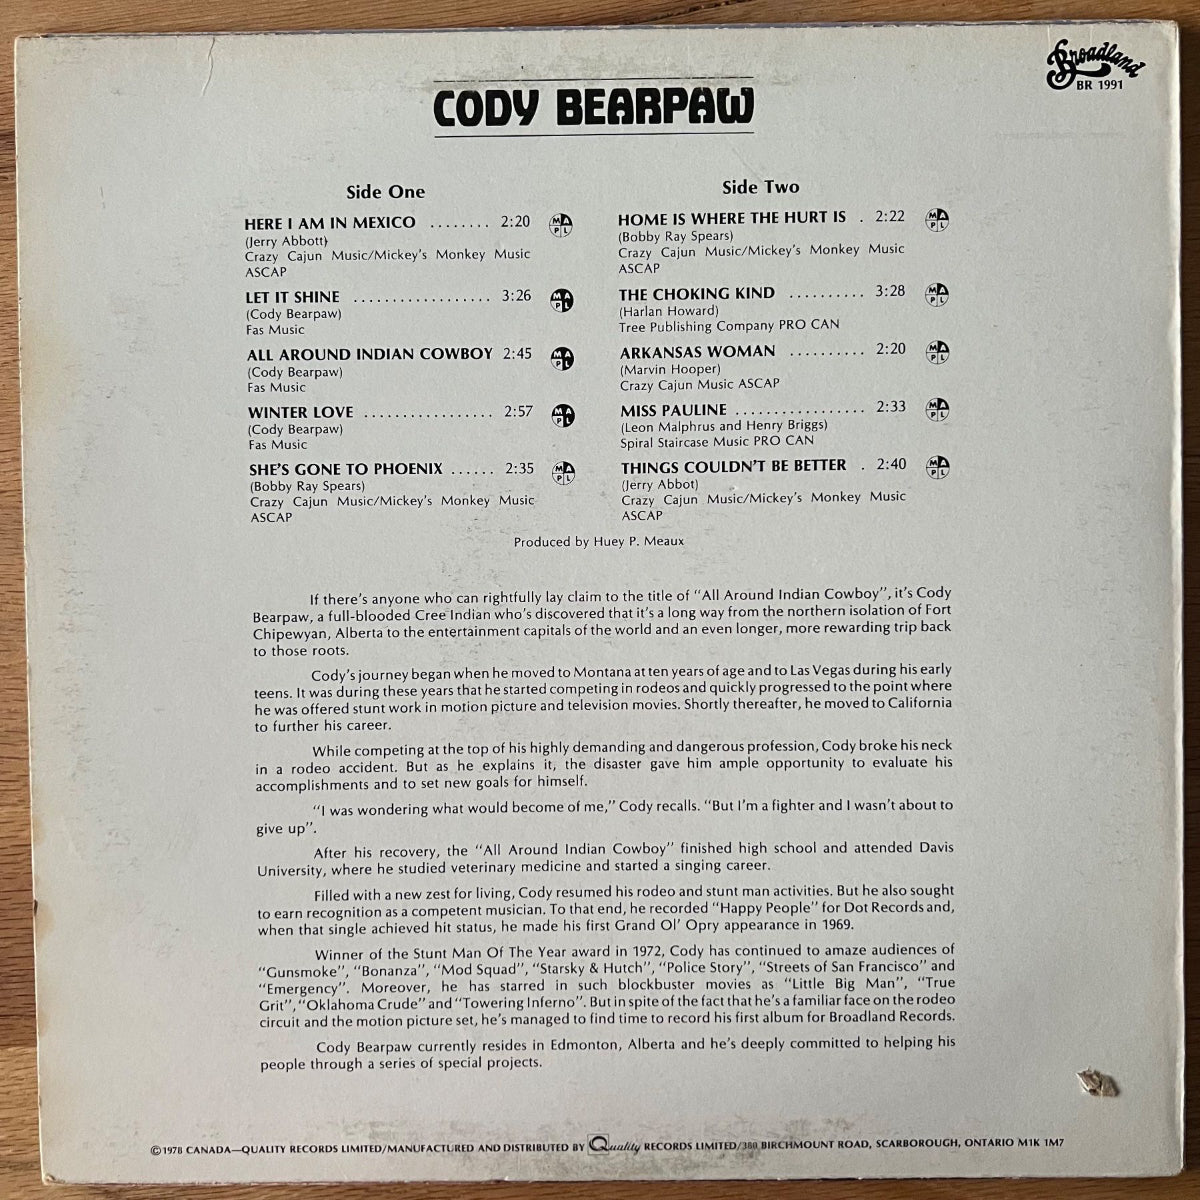 Broadland
BR 1991
CODY BEARPAW
Side One
HERE I AM IN MEXICO ........ 2:20 MAPL
(Jerry Abbott)
Crazy Cajun Music/Mickey's Monkey Music
ASCAP
LET IT SHINE .................. 3:26 MAPL
(Cody Bearpaw)
Fas Music
ALL AROUND INDIAN COWBOY 2:45 MAPL
(Cody Bearpaw)
Fas Music
WINTER LOVE ................. 2:57 MAPL
(Cody Bearpaw)
Fas Music
SHE'S GONE TO PHOENIX ...... 2:35 MAPL
(Bobby Ray Spears)
Crazy Cajun Music/Mickey's Monkey Music
ASCAP
Side Two
HOME IS WHERE THE HURT IS . 2:22 MAPL
(Bobby Ray Spears)
Crazy Cajun Music/Mickey's Monkey Music
ASCAP
THE CHOKING KIND .......... 3:28 MAPL
(Harlan Howard)
Tree Publishing Company PRO CAN
ARKANSAS WOMAN .......... 2:20 MAPL
(Marvin Hooper)
Crazy Cajun Music ASCAP
MISS PAULINE ................. 2:33 MAPL
(Leon Malphrus and Henry Briggs)
Spiral Staircase Music PRO CAN
THINGS COULDN'T BE BETTER . 2:40 MAPL
(Jerry Abbot)
Crazy Cajun Music/Mickey's Monkey Music
ASCAP
Produced by Huey P. Meaux
If there's anyone who can rightfully lay claim to the title of "All Around Indian Cowboy", it's Cody
Bearpaw, a full-blooded Cree Indian who's discovered that it's a long way from the northern isolation of Fort
Chipewyan, Alberta to the entertainment capitals of the world and an even longer, more rewarding trip back
to those roots.
Cody's journey began when he moved to Montana at ten years of age and to Las Vegas during his early
teens. It was during these years that he started competing in rodeos and quickly progressed to the point where
he was offered stunt work in motion picture and television movies. Shortly thereafter, he moved to California
to further his career.
While competing at the top of his highly demanding and dangerous profession, Cody broke his neck
in a rodeo accident. But as he explains it, the disaster gave him ample opportunity to evaluate his
accomplishments and to set new goals for himself.
"I was wondering what would become of me," Cody recalls. "But I'm a fighter and I wasn't about to
give up".
After his recovery, the "All Around Indian Cowboy" finished high school and attended Davis
University, where he studied veterinary medicine and started a singing career.
Filled with a new zest for living, Cody resumed his rodeo and stunt man activities. But he also sought
to earn recognition as a competent musician. To that end, he recorded "Happy People" for Dot Records and,
when that single achieved hit status, he made his first Grand Ol' Opry appearance in 1969.
Winner of the Stunt Man Of The Year award in 1972, Cody has continued to amaze audiences of
"Gunsmoke", "Bonanza", "Mod Squad", "Starsky & Hutch", "Police Story", "Streets of San Francisco" and
"Emergency". Moreover, he has starred in such blockbuster movies as "Little Big Man", "True
Grit", "Oklahoma Crude" and "Towering Inferno". But in spite of the fact that he's a familiar face on the rodeo
circuit and the motion picture set, he's managed to find time to record his first album for Broadland Records.
Cody Bearpaw currently resides in Edmonton, Alberta and he's deeply committed to helping his
people through a series of special projects.
©1978 CANADA—QUALITY RECORDS LIMITED/MANUFACTURED AND DISTRIBUTED BY Quality RECORDS LIMITED/380 BIRCHMOUNT ROAD, SCARBOROUGH, ONTARIO M1K 1M7